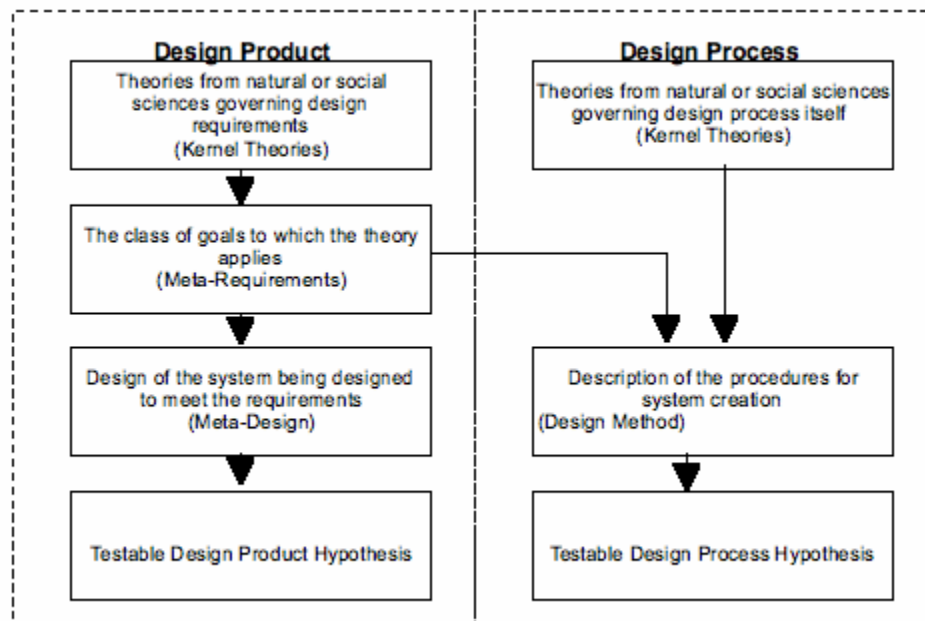 Design Product
Theories from natural or social
sciences governing design
requirements
(Kernel Theories)
The class of goals to which the theory
applies
(Meta-Requirements)
Design of the system being designed
to meet the requirements
(Meta-Design)
Testable Design Product Hypothesis
Design Process
Theories from natural or social sciences
governing design process itself
(Kernel Theories)
Description of the procedures for
system creation
(Design Method)
Testable Design Process Hypothesis